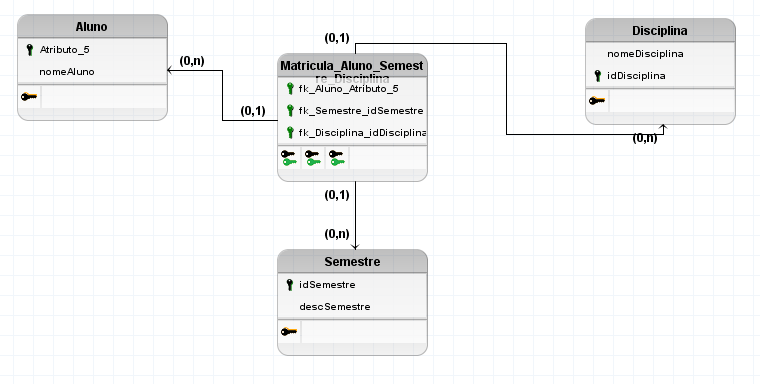 Aluno
Atributo_5
nomeAluno
(0,n)
(0,1)
(0,1)
Matricula_Aluno_Semest
re_Disciplina
fk_Aluno_Atributo_5
fk_Semestre_idSemestre
fk_Disciplina_idDisciplina
(0,1)
(0,n)
Semestre
idSemestre
descSemestre
Disciplina
nomeDisciplina
idDisciplina
(0,n)